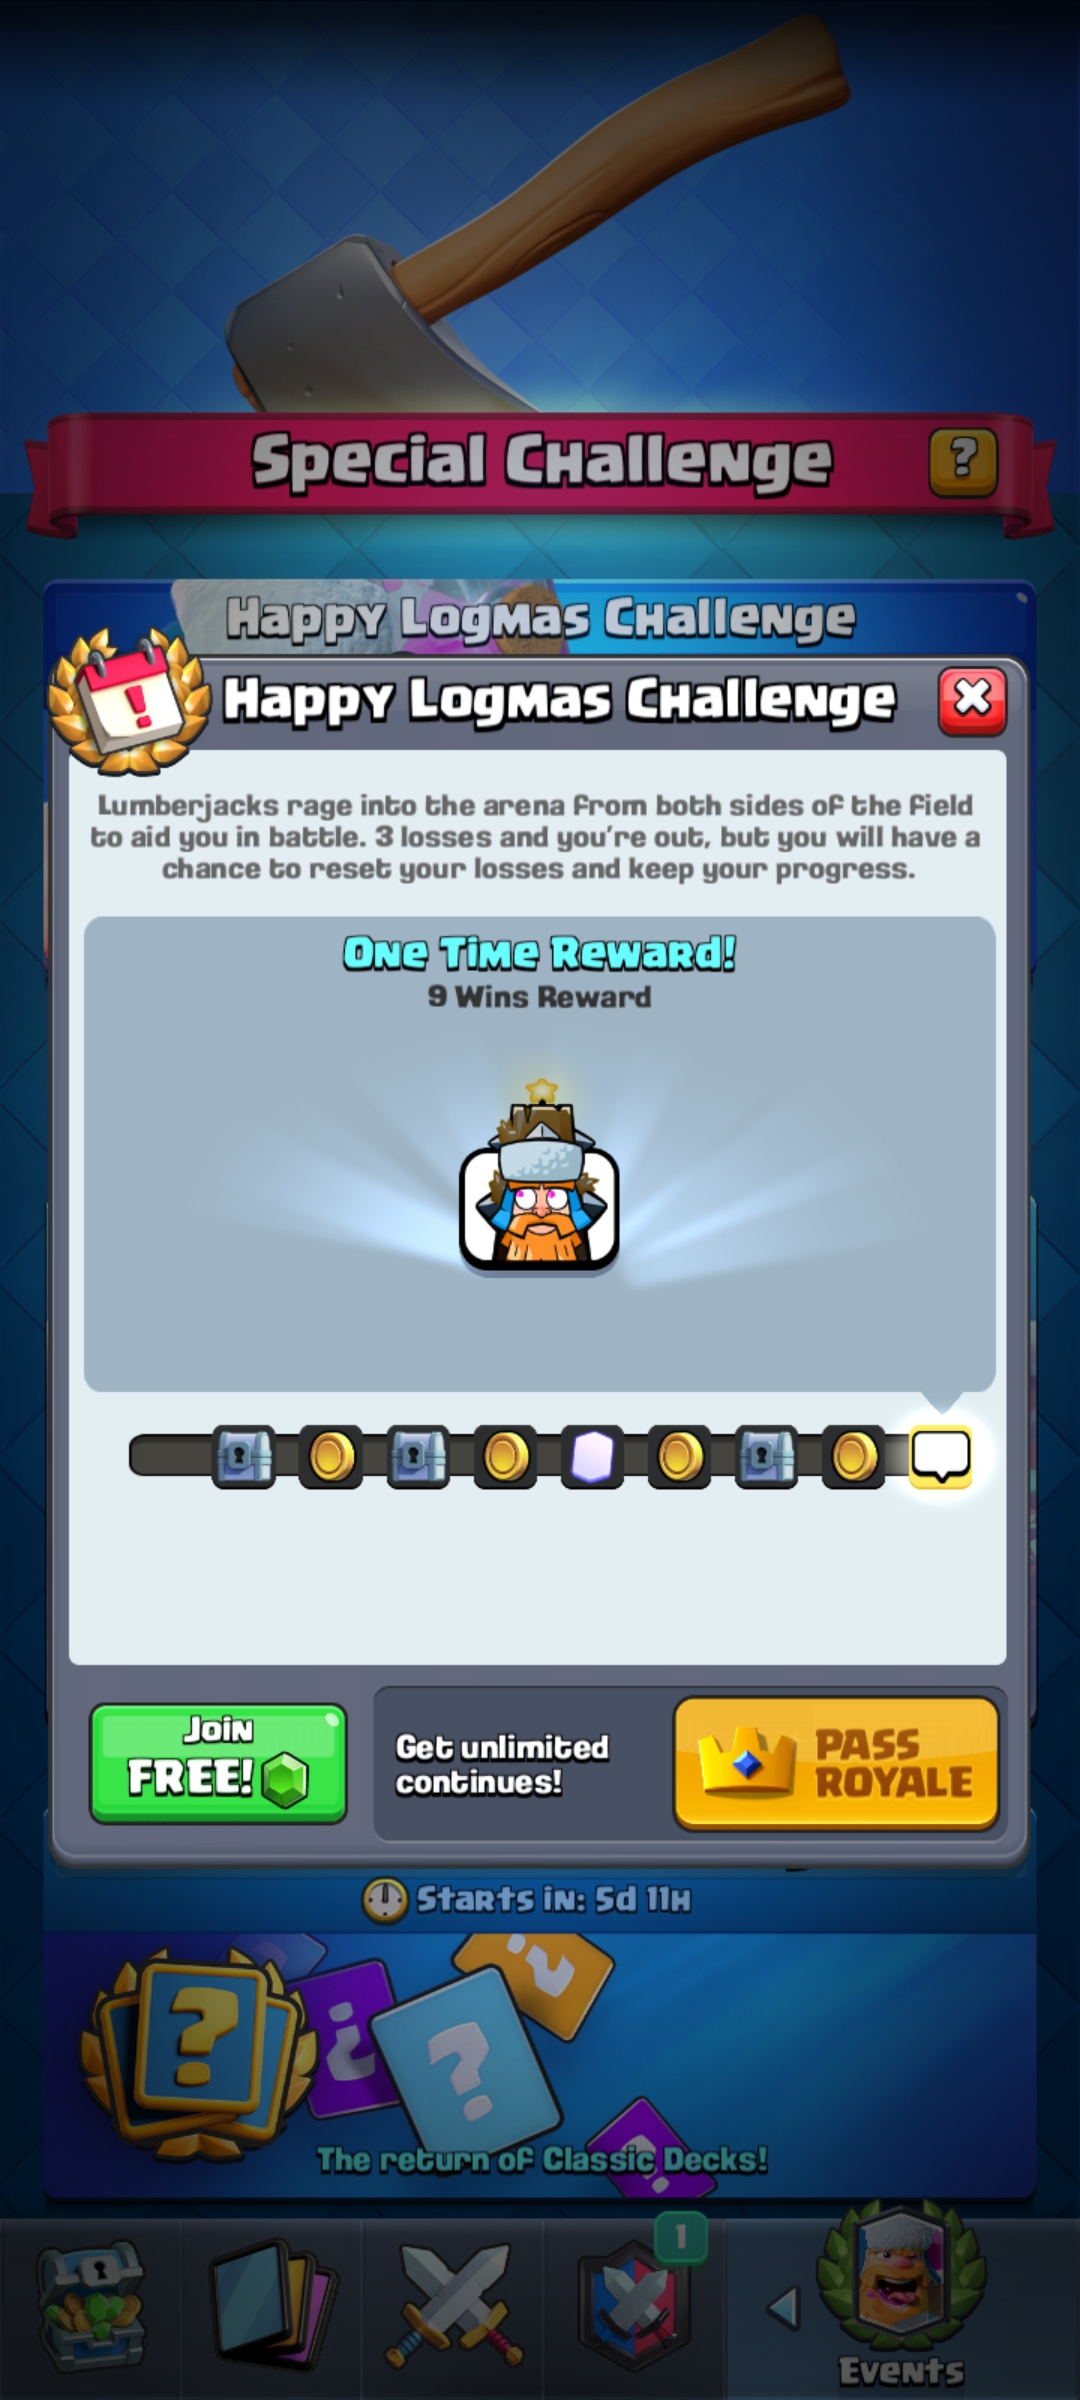 Special Challenge
?
Happy Logmas Challenge
!
Happy Logmas Challenge
Lumberjacks rage into the arena from both sides of the field
to aid you in battle. 3 losses and you're out, but you will have a
chance to reset your losses and keep your progress.
One Time Reward!
9 Wins Reward
Join
FREE!
Get unlimited
continues!
PASS
ROYALE
Starts in: 5d 11h
?
?
?
?
?
The return of Classic Decks!
1
Events